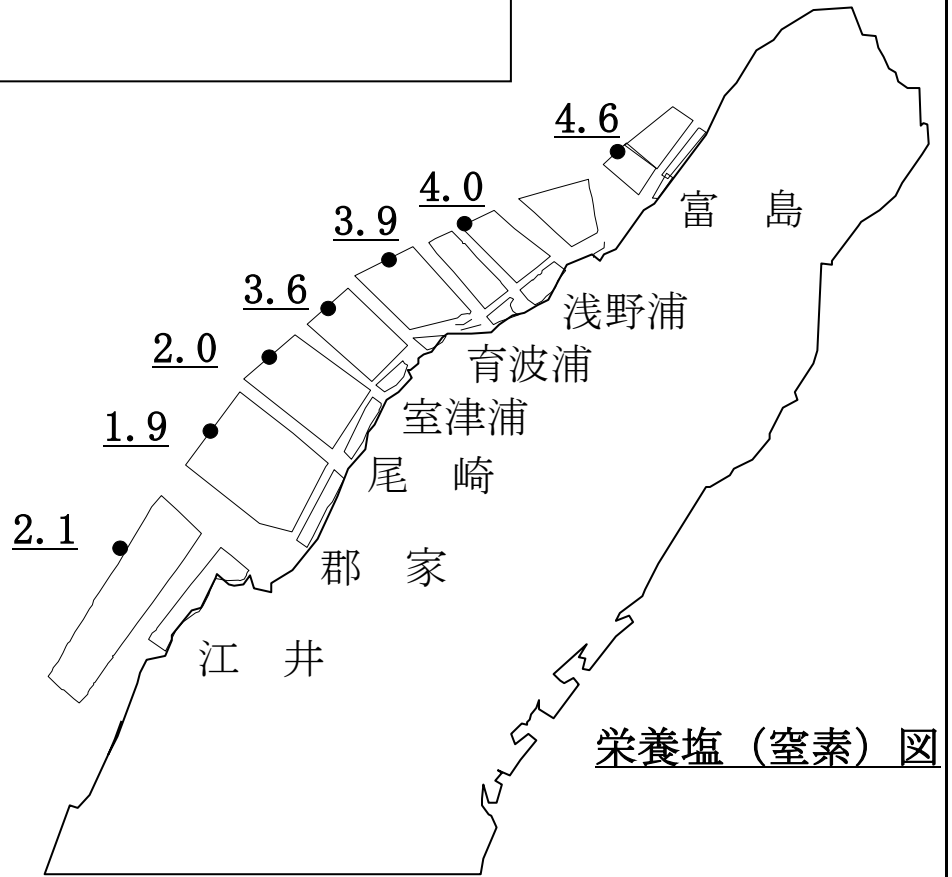 4.6
4.0
3.9
3.6
2.0
1.9
2.1
富　島
浅野浦
育波浦
室津浦
尾　崎
郡　家
江　井
栄養塩（窒素）図